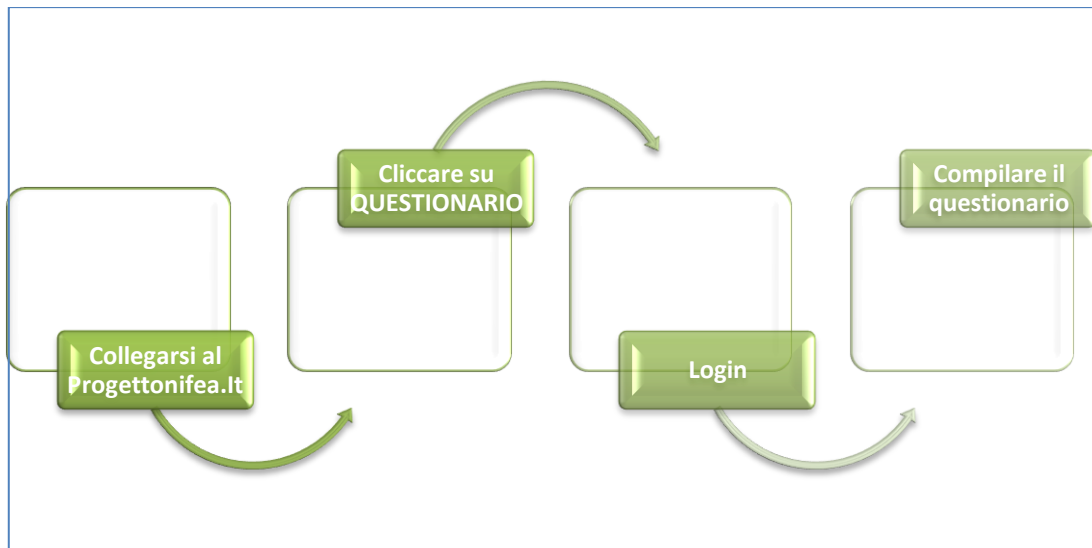 Collegarsi al
Progettonifea.It
Cliccare su
QUESTIONARIO
Login
Compilare il
questionario